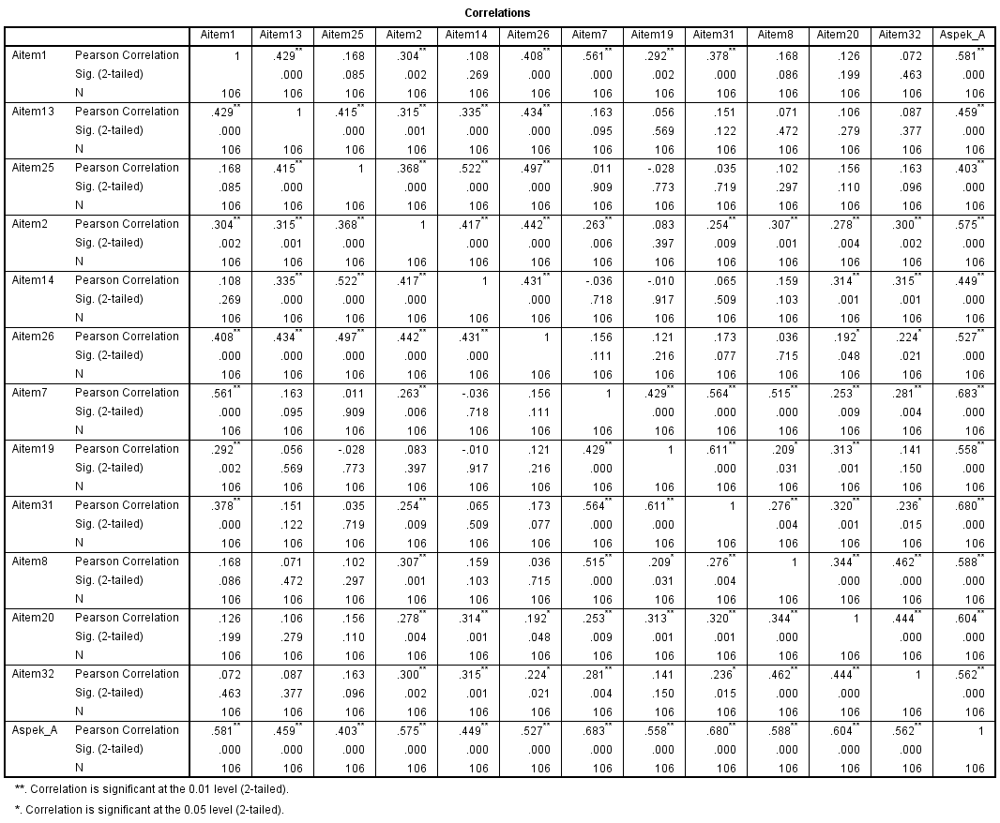 Correlations
Aitem1 Aitem13 Aitem25 Aitem2 Aitem14 Aitem26 Aitem7 Aitem19 Aitem31 Aitem8 Aitem20 Aitem32 Aspek_A
Aitem1 Pearson Correlation 1 .429** .168 .304** .108 .408** .561** .292** .378** .168 .126 .072 .581**
Sig. (2-tailed) .000 .085 .002 .269 .000 .000 .002 .000 .086 .199 .463 .000
N 106 106 106 106 106 106 106 106 106 106 106 106 106
Aitem13 Pearson Correlation .429** 1 .415** .315** .335** .434** .163 .056 .151 .071 .106 .087 .459**
Sig. (2-tailed) .000 .000 .001 .000 .000 .095 .569 .122 .472 .279 .377 .000
N 106 106 106 106 106 106 106 106 106 106 106 106 106
Aitem25 Pearson Correlation .168 .415** 1 .368** .522** .497** .011 -.028 .035 .102 .156 .163 .403**
Sig. (2-tailed) .085 .000 .000 .000 .000 .909 .773 .719 .297 .110 .096 .000
N 106 106 106 106 106 106 106 106 106 106 106 106 106
Aitem2 Pearson Correlation .304** .315** .368** 1 .417** .442** .263** .083 .254** .307** .278** .300** .575**
Sig. (2-tailed) .002 .001 .000 .000 .000 .006 .397 .009 .001 .004 .002 .000
N 106 106 106 106 106 106 106 106 106 106 106 106 106
Aitem14 Pearson Correlation .108 .335** .522** .417** 1 .431** -.036 -.010 .065 .159 .314** .315** .449**
Sig. (2-tailed) .269 .000 .000 .000 .000 .718 .917 .509 .103 .001 .001 .000
N 106 106 106 106 106 106 106 106 106 106 106 106 106
Aitem26 Pearson Correlation .408** .434** .497** .442** .431** 1 .156 .121 .173 .036 .192* .224* .527**
Sig. (2-tailed) .000 .000 .000 .000 .000 .111 .216 .077 .715 .048 .021 .000
N 106 106 106 106 106 106 106 106 106 106 106 106 106
Aitem7 Pearson Correlation .561** .163 .011 .263** -.036 .156 1 .429** .564** .515** .253** .281** .683**
Sig. (2-tailed) .000 .095 .909 .006 .718 .111 .000 .000 .000 .009 .004 .000
N 106 106 106 106 106 106 106 106 106 106 106 106 106
Aitem19 Pearson Correlation .292** .056 -.028 .083 -.010 .121 .429** 1 .611** .209* .313** .141 .558**
Sig. (2-tailed) .002 .569 .773 .397 .917 .216 .000 .000 .031 .001 .150 .000
N 106 106 106 106 106 106 106 106 106 106 106 106 106
Aitem31 Pearson Correlation .378** .151 .035 .254** .065 .173 .564** .611** 1 .276** .320** .236* .680**
Sig. (2-tailed) .000 .122 .719 .009 .509 .077 .000 .000 .004 .001 .015 .000
N 106 106 106 106 106 106 106 106 106 106 106 106 106
Aitem8 Pearson Correlation .168 .071 .102 .307** .159 .036 .515** .209* .276** 1 .344** .462** .588**
Sig. (2-tailed) .086 .472 .297 .001 .103 .715 .000 .031 .004 .000 .000 .000
N 106 106 106 106 106 106 106 106 106 106 106 106 106
Aitem20 Pearson Correlation .126 .106 .156 .278** .314** .192* .253** .313** .320** .344** 1 .444** .604**
Sig. (2-tailed) .199 .279 .110 .004 .001 .048 .009 .001 .001 .000 .000 .000
N 106 106 106 106 106 106 106 106 106 106 106 106 106
Aitem32 Pearson Correlation .072 .087 .163 .300** .315** .224* .281** .141 .236* .462** .444** 1 .562**
Sig. (2-tailed) .463 .377 .096 .002 .001 .021 .004 .150 .015 .000 .000 .000
N 106 106 106 106 106 106 106 106 106 106 106 106 106
Aspek_A Pearson Correlation .581** .459** .403** .575** .449** .527** .683** .558** .680** .588** .604** .562** 1
Sig. (2-tailed) .000 .000 .000 .000 .000 .000 .000 .000 .000 .000 .000 .000
N 106 106 106 106 106 106 106 106 106 106 106 106 106
**. Correlation is significant at the 0.01 level (2-tailed).
*. Correlation is significant at the 0.05 level (2-tailed).